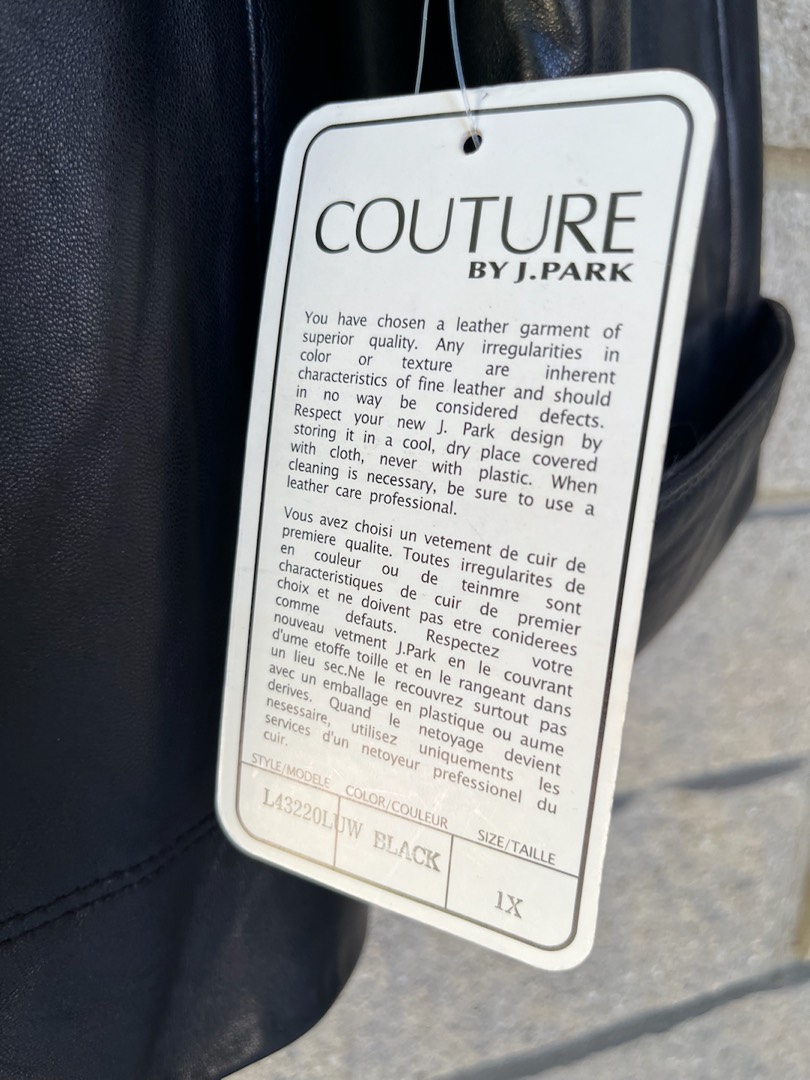 COUTURE
BY J.PARK
You have chosen a leather garment of
superior quality. Any irregularities in
color or texture are inherent
characteristics of fine leather and should
in no way be considered defects.
Respect your new J. Park design by
storing it in a cool, dry place covered
with cloth, never with plastic. When
cleaning is necessary, be sure to use a
leather care professional.
Vous avez choisi un vetement de cuir de
premiere qualite. Toutes irregularites de
en couleur ou de teinmre sont
characteristiques de cuir de premier
choix et ne doivent pas etre coniderees
comme defauts. Respectez votre
nouveau vetment J.Park en le couvrant
d'ume etoffe toille et en le rangeant dans
un lieu sec.Ne le recouvrez surtout pas
avec un emballage en plastique ou aume
derives. Quand le netoyage devient
nesessaire, utilisez uniquements les
services d'un netoyeur prefessionel du
cuir.
STYLE/MODELE COLOR/COULEUR SIZE/TAILLE
L43220LUW BLACK 1X